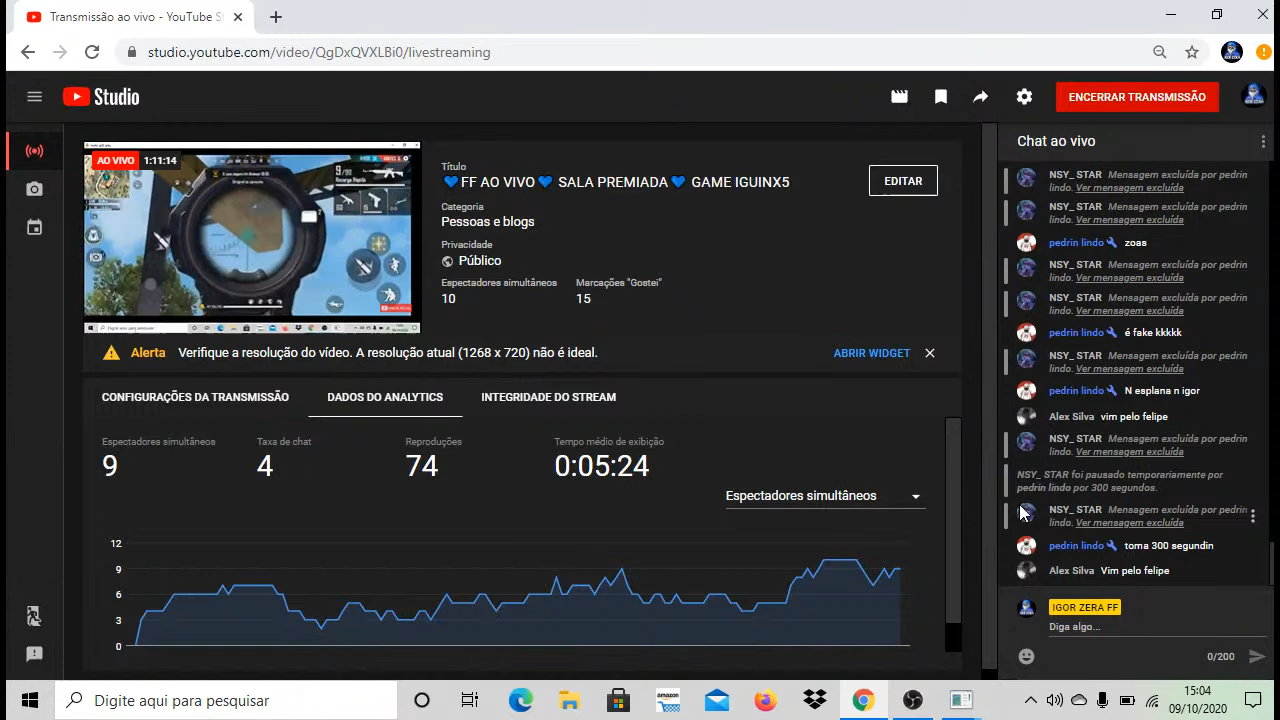 Transmissão ao vivo - YouTube S
studio.youtube.com/video/QgDxQVXLBi0/livestreaming
Studio
ENCERRAR TRANSMISSÃO
AO VIVO 1:11:14
Título
💙FF AO VIVO💙 SALA PREMIADA💙 GAME IGUINX5
EDITAR
Categoria
Pessoas e blogs
Privacidade
Público
Espectadores simultâneos
Marcações "Gostei"
10
15
Alerta Verifique a resolução do vídeo. A resolução atual (1268 x 720) não é ideal.
ABRIR WIDGET
CONFIGURAÇÕES DA TRANSMISSÃO
DADOS DO ANALYTICS
INTEGRIDADE DO STREAM
Espectadores simultâneos
Taxa de chat
Reproduções
Tempo médio de exibição
9
4
74
0:05:24
Espectadores simultâneos
12
9
6
3
0
Chat ao vivo
NSY_ STAR Mensagem excluída por pedrin
lindo. Ver mensagem excluída
NSY_ STAR Mensagem excluída por pedrin
lindo. Ver mensagem excluída
pedrin lindo zoas
NSY_ STAR Mensagem excluída por pedrin
lindo. Ver mensagem excluída
NSY_ STAR Mensagem excluída por pedrin
lindo. Ver mensagem excluída
pedrin lindo é fake kkkkk
NSY_ STAR Mensagem excluída por pedrin
lindo. Ver mensagem excluída
pedrin lindo N esplana n igor
Alex Silva vim pelo felipe
NSY_ STAR Mensagem excluída por pedrin
lindo. Ver mensagem excluída
NSY_ STAR foi pausado temporariamente por
pedrin lindo por 300 segundos.
NSY_ STAR Mensagem excluída por pedrin
lindo. Ver mensagem excluída
pedrin lindo toma 300 segundin
Alex Silva Vim pelo felipe
IGOR ZERA FF
Diga algo...
0/200
Digite aqui para pesquisar
amazon
15:04
09/10/2020